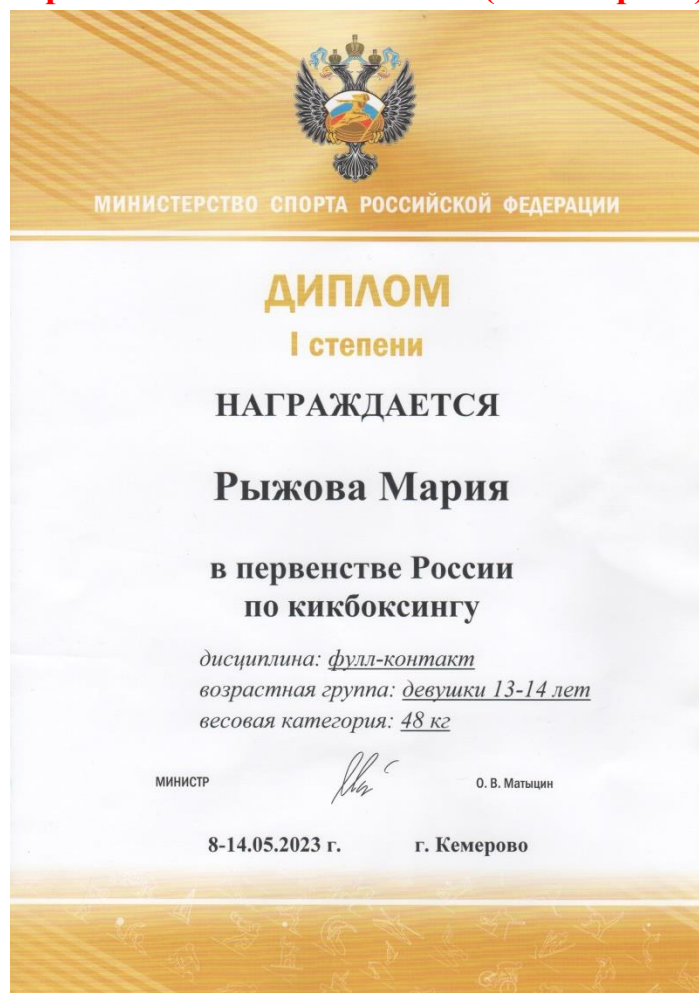 МИНИСТЕРСТВО СПОРТА РОССИЙСКОЙ ФЕДЕРАЦИИ
ДИПЛОМ
I степени
НАГРАЖДАЕТСЯ
Рыжова Мария
в первенстве России
по кикбоксингу
дисциплина: фулл-контакт
возрастная группа: девушки 13-14 лет
весовая категория: 48 кг
МИНИСТР О. В. Матыцин
8-14.05.2023 г. г. Кемерово